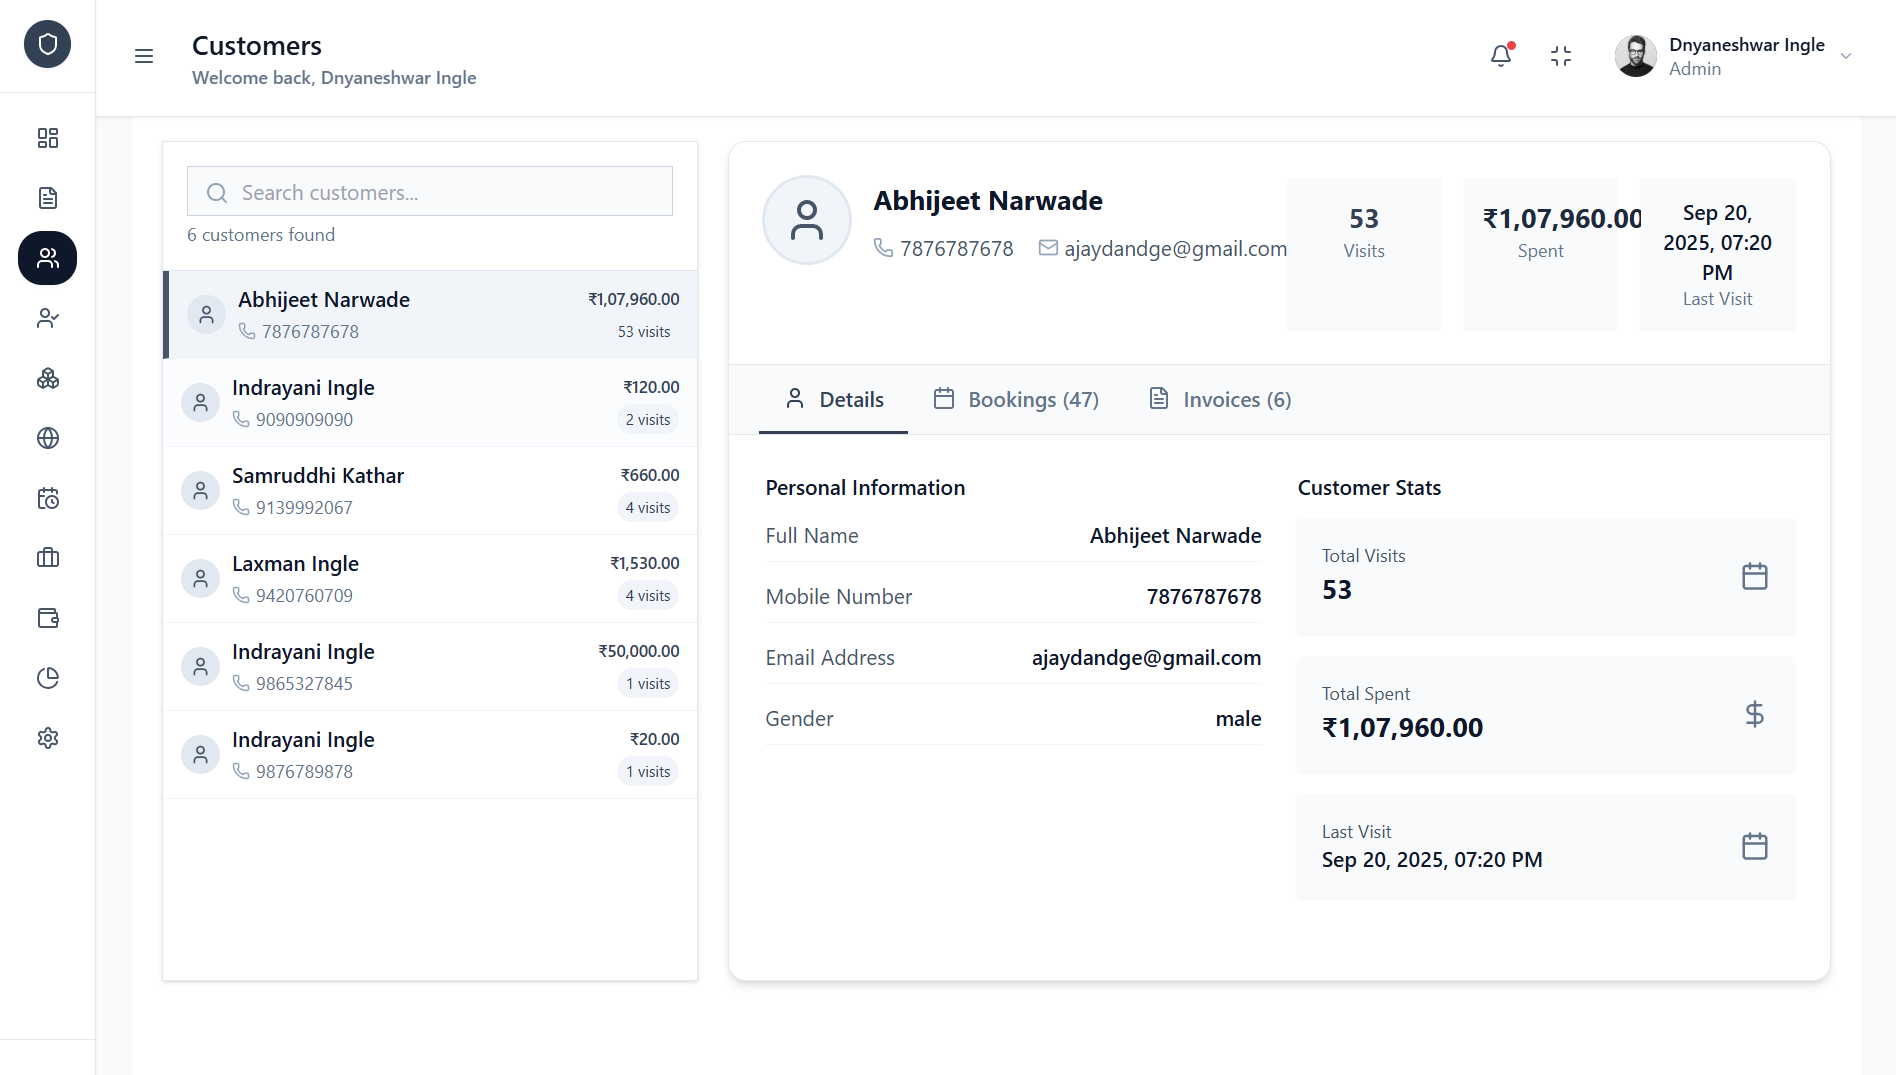 Customers
Welcome back, Dnyaneshwar Ingle
Dnyaneshwar Ingle
Admin
Search customers...
6 customers found
Abhijeet Narwade
₹1,07,960.00
7876787678
53 visits
Indrayani Ingle
₹120.00
9090909090
2 visits
Samruddhi Kathar
₹660.00
9139992067
4 visits
Laxman Ingle
₹1,530.00
9420760709
4 visits
Indrayani Ingle
₹50,000.00
9865327845
1 visits
Indrayani Ingle
₹20.00
9876789878
1 visits
Abhijeet Narwade
7876787678
ajaydandge@gmail.com
53
Visits
₹1,07,960.00
Spent
Sep 20,
2025, 07:20
PM
Last Visit
Details
Bookings (47)
Invoices (6)
Personal Information
Full Name
Abhijeet Narwade
Mobile Number
7876787678
Email Address
ajaydandge@gmail.com
Gender
male
Customer Stats
Total Visits
53
Total Spent
₹1,07,960.00
Last Visit
Sep 20, 2025, 07:20 PM